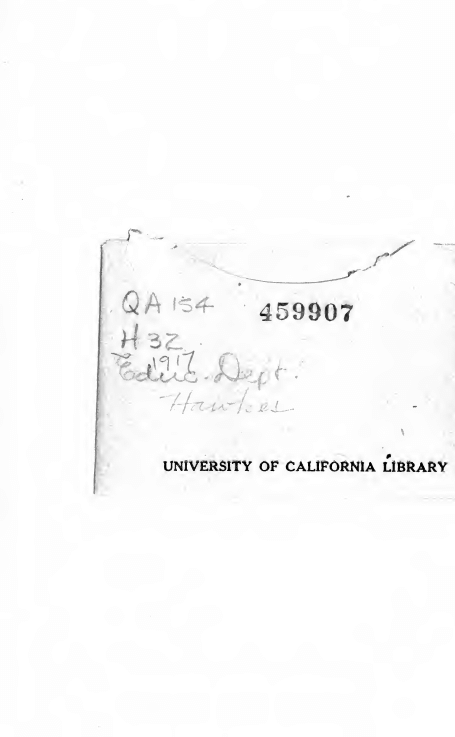 QA 154 459907
H 32
1917
Educ. Dept.
Hawkes
UNIVERSITY OF CALIFORNIA LIBRARY